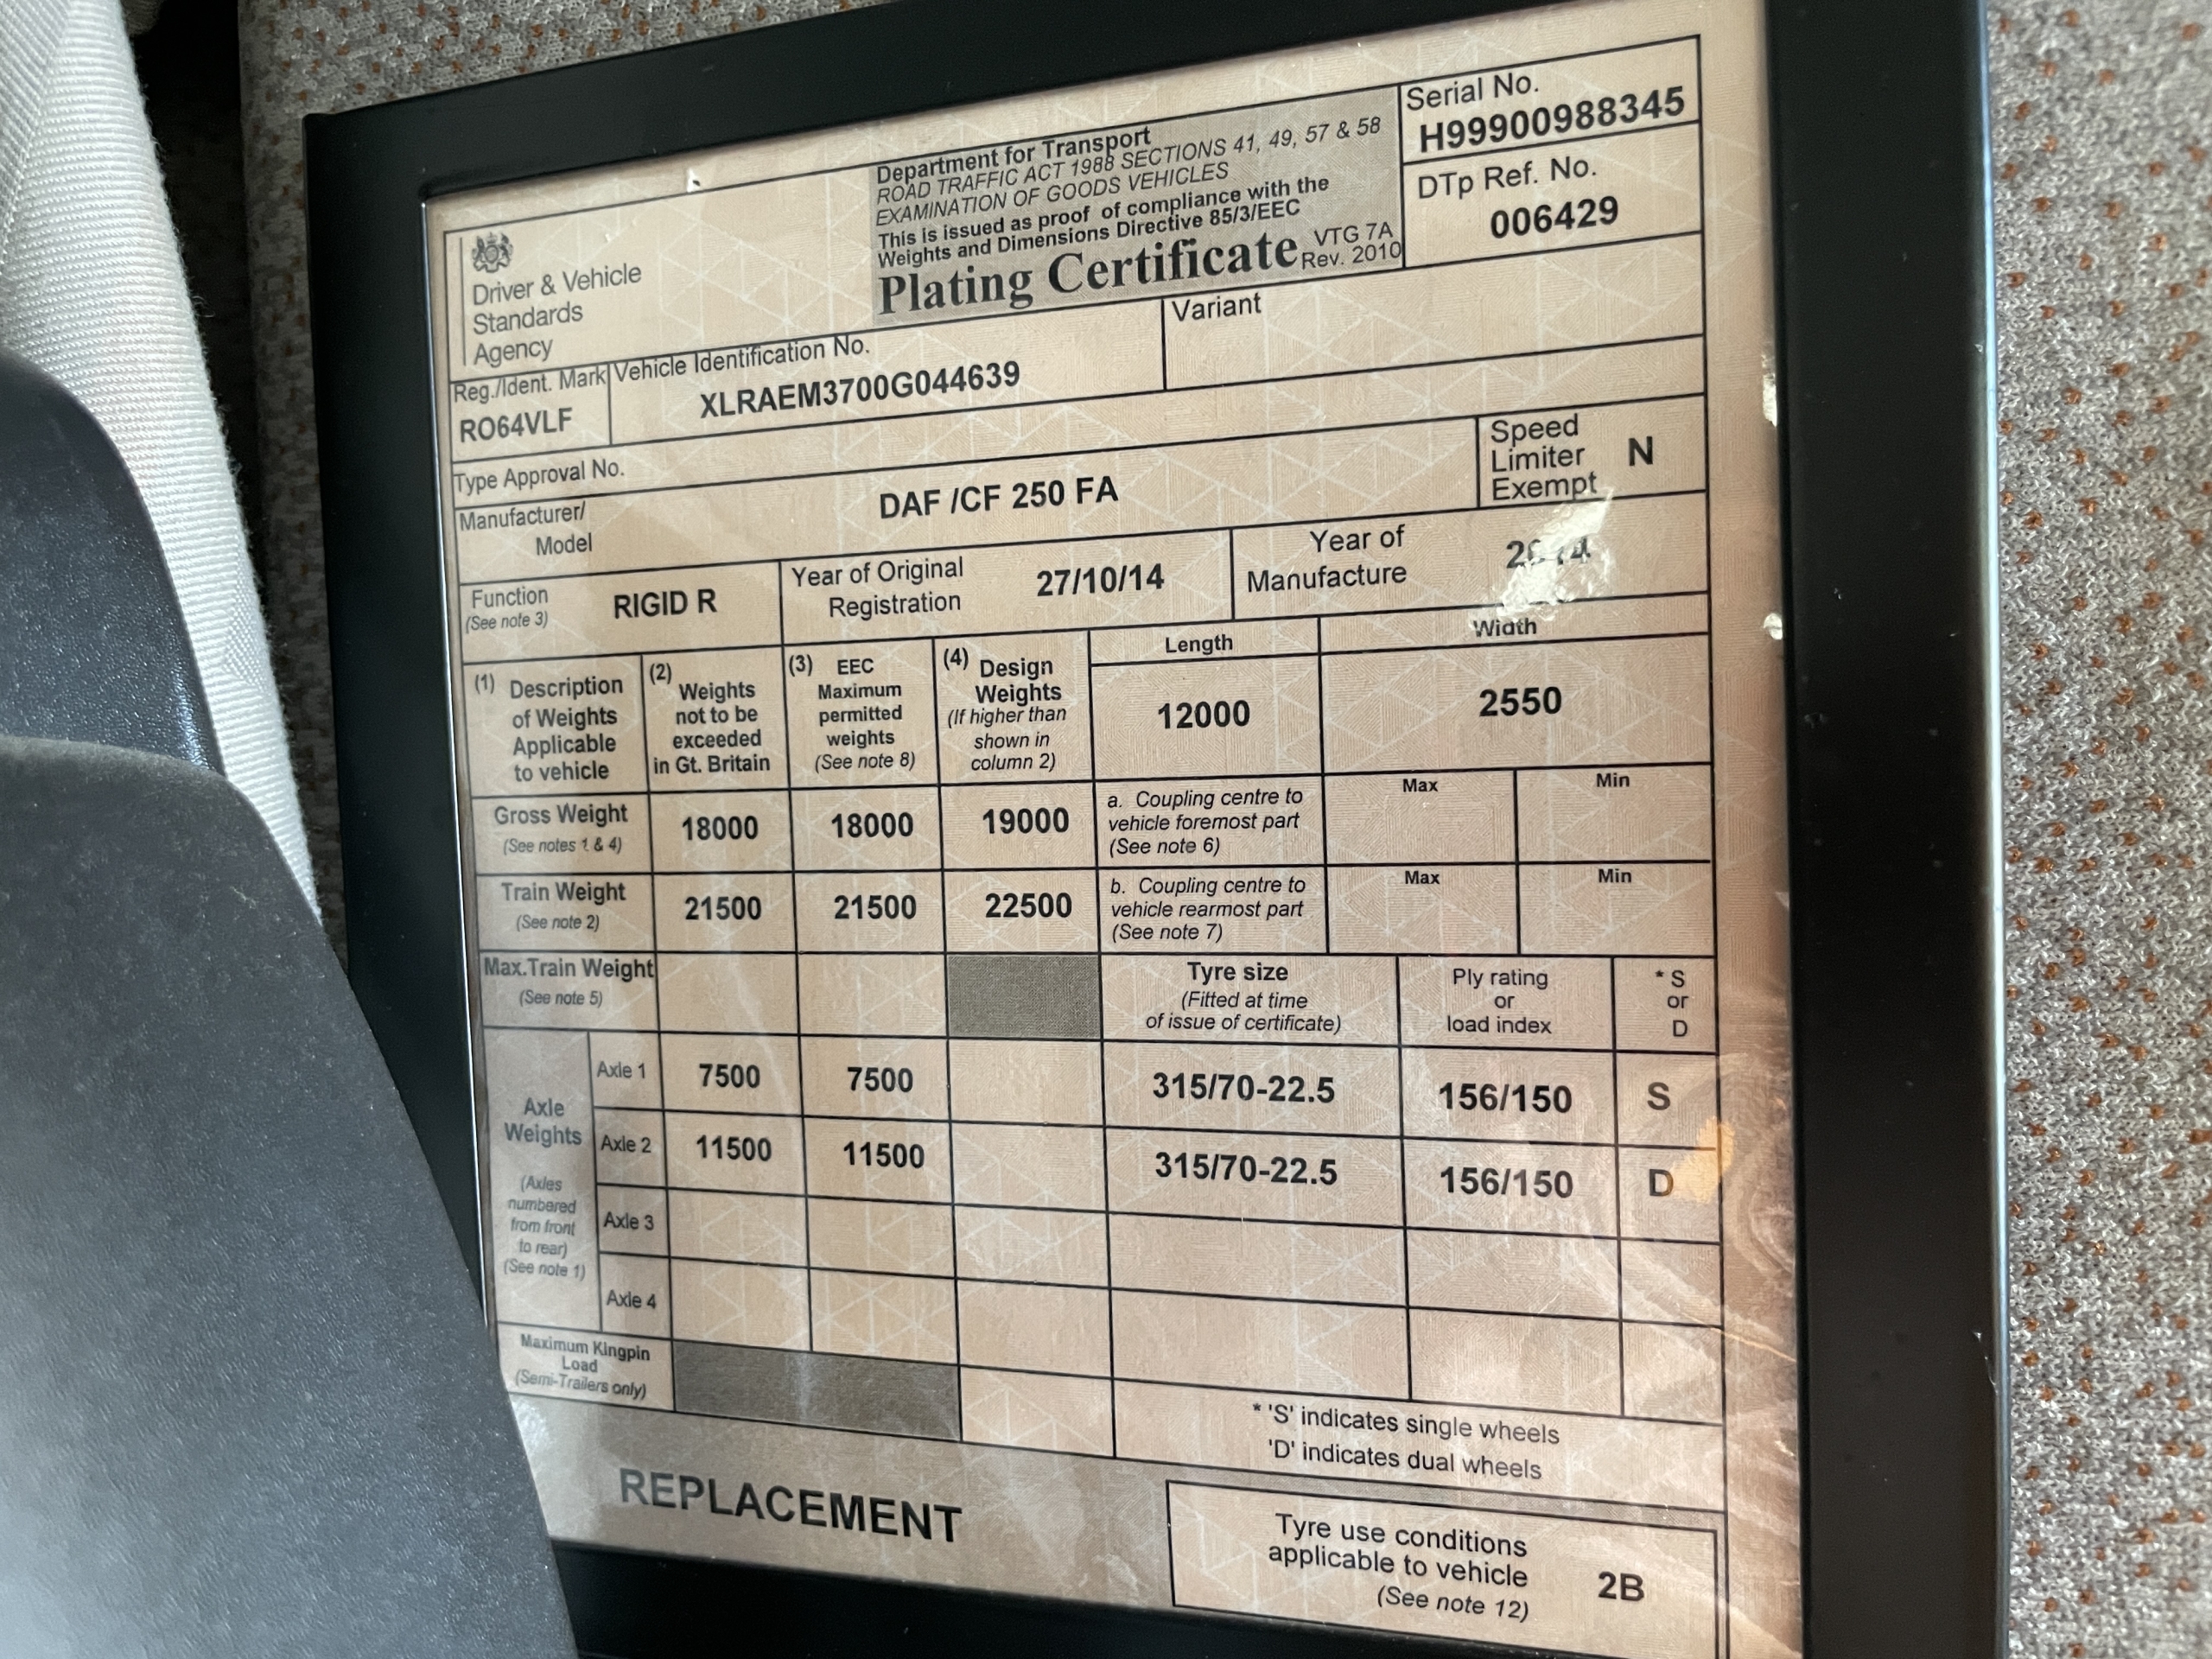 Department for Transport
ROAD TRAFFIC ACT 1988 SECTIONS 41, 49, 57 & 58
EXAMINATION OF GOODS VEHICLES
This is issued as proof of compliance with the
Weights and Dimensions Directive 85/3/EEC
Plating Certificate
VTG 7A
Rev. 2010
Serial No.
H99900988345
DTp Ref. No.
006429
Driver & Vehicle
Standards
Agency
Reg./Ident. Mark
RO64VLF
Vehicle Identification No.
XLRAEM3700G044639
Variant
Type Approval No.
Manufacturer/
Model
DAF /CF 250 FA
Speed
Limiter
Exempt
N
Function
(See note 3)
RIGID R
Year of Original
Registration
27/10/14
Year of
Manufacture
(1) Description
of Weights
Applicable
to vehicle
(2)
Weights
not to be
exceeded
in Gt. Britain
(3) EEC
Maximum
permitted
weights
(See note 8)
(4) Design
Weights
(If higher than
shown in
column 2)
Length
12000
Width
2550
Gross Weight
(See notes 1 & 4)
18000
18000
19000
a. Coupling centre to
vehicle foremost part
(See note 6)
Max
Min
Train Weight
(See note 2)
21500
21500
22500
b. Coupling centre to
vehicle rearmost part
(See note 7)
Max
Min
Max.Train Weight
(See note 5)
Tyre size
(Fitted at time
of issue of certificate)
Ply rating
or
load index
* S
or
D
Axle
Weights
(Axles
numbered
from front
to rear)
(See note 1)
Axle 1
7500
7500
315/70-22.5
156/150
S
Axle 2
11500
11500
315/70-22.5
156/150
D
Axle 3
Axle 4
Maximum Kingpin
Load
(Semi-Trailers only)
* 'S' indicates single wheels
'D' indicates dual wheels
REPLACEMENT
Tyre use conditions
applicable to vehicle
(See note 12)
2B